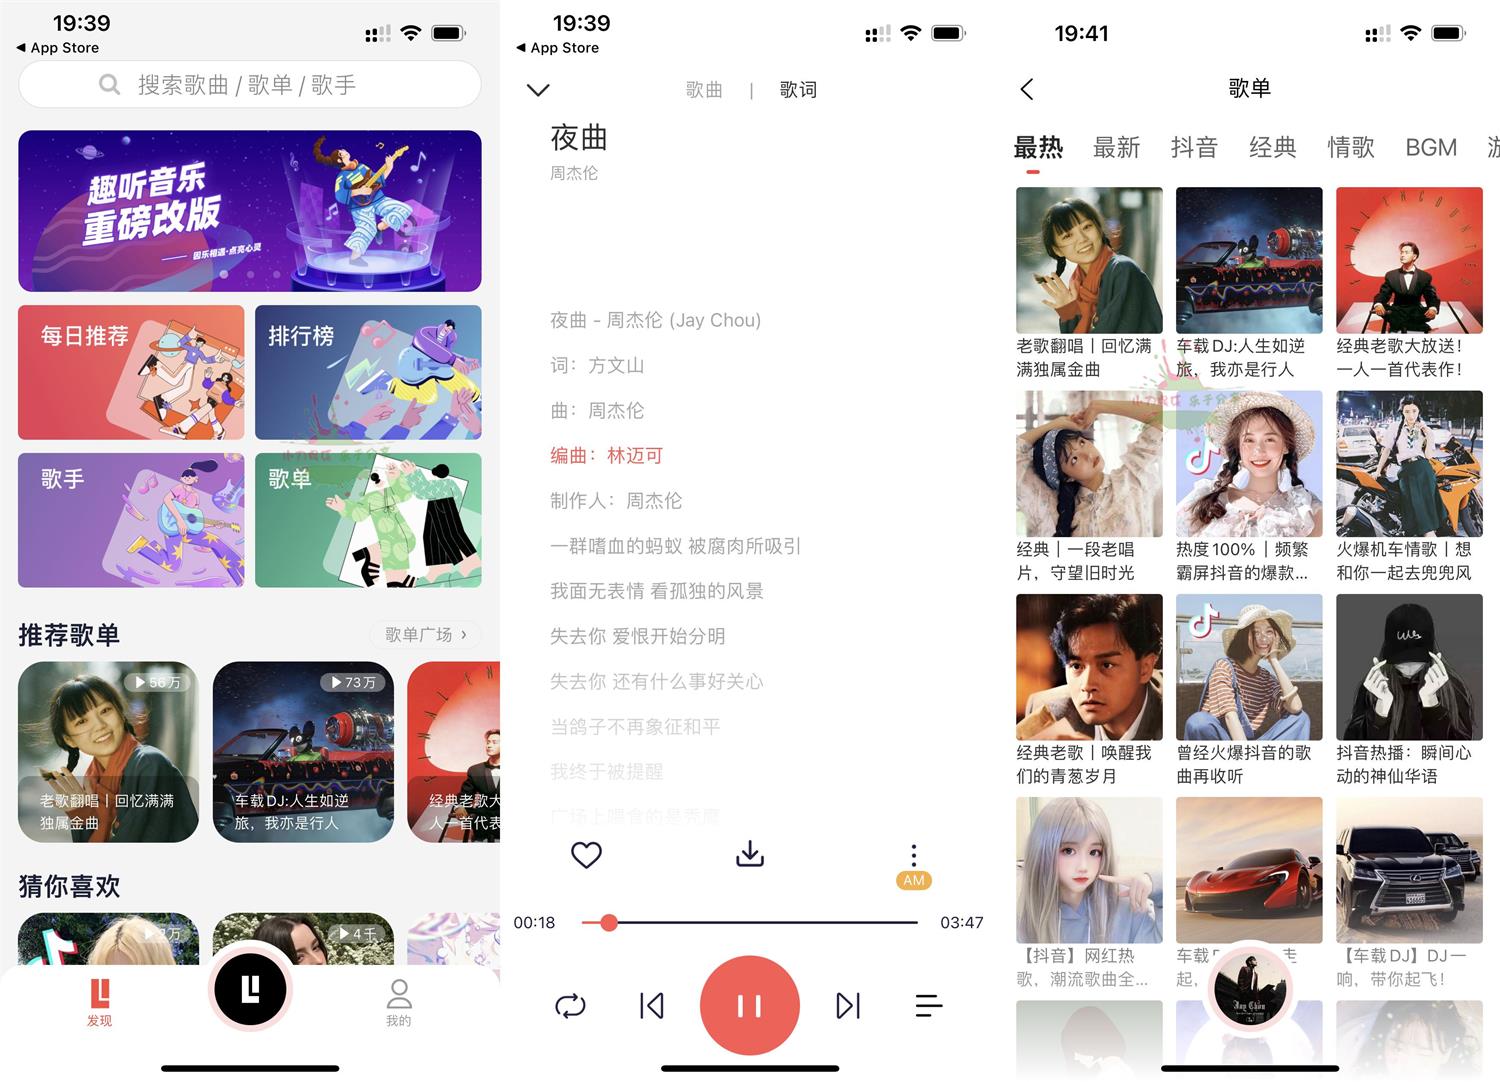 19:39
◀ App Store
搜索歌曲 / 歌单 / 歌手
趣听音乐
重磅改版
因乐相遇·点亮心灵
每日推荐
排行榜
歌手
歌单
推荐歌单
歌单广场 ›
56万
73万
老歌翻唱丨回忆满满
独属金曲
车载DJ:人生如逆
旅，我亦是行人
经典老歌大
人一首代表
猜你喜欢
2万
4千
发现
我的
19:39
◀ App Store
歌曲 | 歌词
夜曲
周杰伦
夜曲 - 周杰伦 (Jay Chou)
词：方文山
曲：周杰伦
编曲：林迈可
制作人：周杰伦
一群嗜血的蚂蚁 被腐肉所吸引
我面无表情 看孤独的风景
失去你 爱恨开始分明
失去你 还有什么事好关心
当鸽子不再象征和平
我终于被提醒
广场上喂食的是秃鹰
AM
00:18
03:47
19:41
歌单
最热 最新 抖音 经典 情歌 BGM 游
老歌翻唱丨回忆满
满独属金曲
车载DJ:人生如逆
旅，我亦是行人
经典老歌大放送！
一人一首代表作！
经典丨一段老唱
片，守望旧时光
热度100%丨频繁
霸屏抖音的爆款...
火爆机车情歌丨想
和你一起去兜兜风
经典老歌丨唤醒我
们的青葱岁月
曾经火爆抖音的歌
曲再收听
抖音热播：瞬间心
动的神仙华语
【抖音】网红热
歌，潮流歌曲全...
车载
起，
【车载DJ】DJ一
响，带你起飞！
Jay Chou